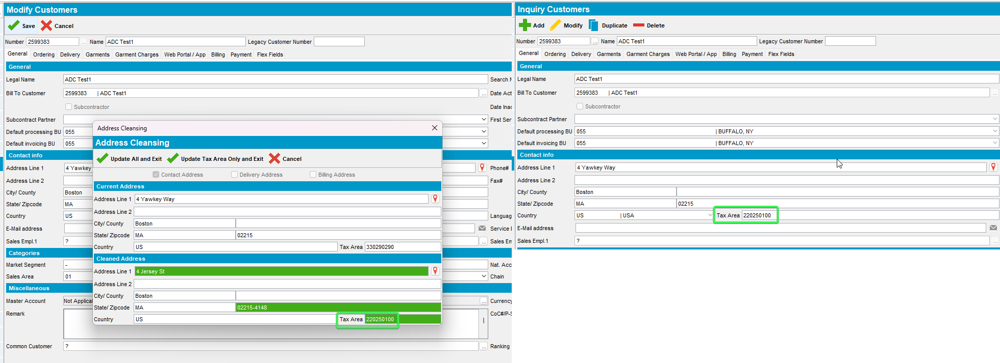 Modify Customers
Save Cancel
Number 2599383 ... Name ADC Test1 Legacy Customer Number
General Ordering Delivery Garments Garment Charges Web Portal / App Billing Payment Flex Fields
General
Legal Name ADC Test1 Search N
Bill To Customer 2599383 | ADC Test1 ... Date Act
Subcontractor Date Inac
Subcontract Partner First Ser
Default processing BU 055
Default invoicing BU 055
Contact info
Address Line 1 4 Yawkey Phone#
Address Line 2 Fax#
City/ County Boston
State/ Zipcode MA
Country US Languag
E-Mail address Service E
Sales Empl.1 ? ... Sales Em
Categories
Market Segment - Nat. Acc
Sales Area 01 Chain
Miscellaneous
Master Account Not Applica ... Currency
Remark CoC#/P-S
Common Customer ? ... Ranking
Address Cleansing
Address Cleansing
Update All and Exit Update Tax Area Only and Exit Cancel
Contact Address Delivery Address Billing Address
Current Address
Address Line 1 4 Yawkey Way
Address Line 2
City/ County Boston
State/ Zipcode MA 02215
Country US Tax Area 330290290
Cleaned Address
Address Line 1 4 Jersey St
Address Line 2
City/ County Boston
State/ Zipcode MA 02215-4148
Country US Tax Area 220250100
Inquiry Customers
Add Modify Duplicate Delete
Number 2599383 ... Name ADC Test1 Legacy Customer Number
General Ordering Delivery Garments Garment Charges Web Portal / App Billing Payment Flex Fields
General
Legal Name ADC Test1
Bill To Customer 2599383 | ADC Test1 ...
Subcontractor
Subcontract Partner
Default processing BU 055 | BUFFALO, NY
Default invoicing BU 055 | BUFFALO, NY
Contact info
Address Line 1 4 Yawkey Way
Address Line 2
City/ County Boston
State/ Zipcode MA 02215
Country US | USA Tax Area 220250100
E-Mail address
Sales Empl.1 ? ...